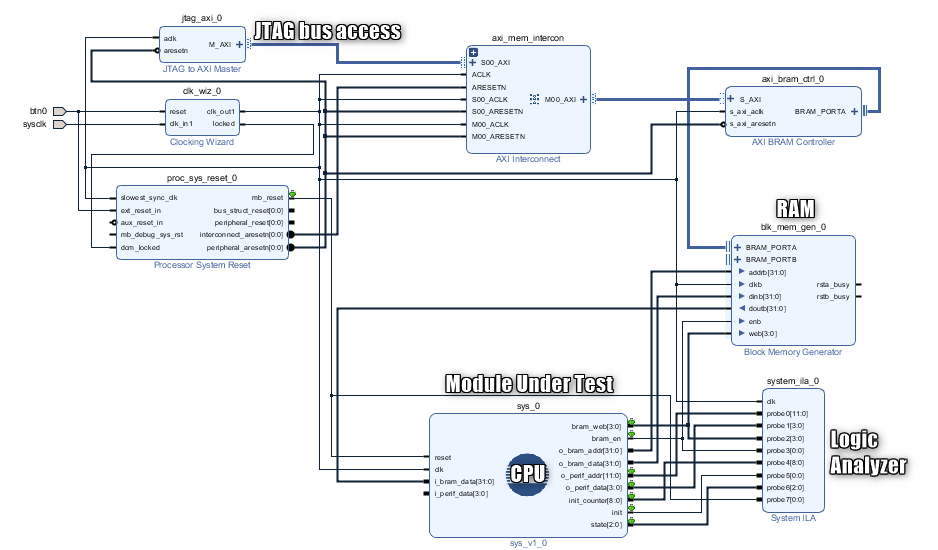 jtag_axi_0
JTAG bus access
aclk
aresetn
M_AXI
JTAG to AXI Master
axi_mem_intercon
S00_AXI
ACLK
ARESETN
S00_ACLK
S00_ARESETN
M00_ACLK
M00_ARESETN
M00_AXI
AXI Interconnect
axi_bram_ctrl_0
S_AXI
s_axi_aclk
s_axi_aresetn
BRAM_PORTA
AXI BRAM Controller
btn0
sysclk
clk_wiz_0
reset
clk_in1
clk_out1
locked
Clocking Wizard
proc_sys_reset_0
slowest_sync_clk
ext_reset_in
aux_reset_in
mb_debug_sys_rst
dcm_locked
mb_reset
bus_struct_reset[0:0]
peripheral_reset[0:0]
interconnect_aresetn[0:0]
peripheral_aresetn[0:0]
Processor System Reset
RAM
blk_mem_gen_0
BRAM_PORTA
BRAM_PORTB
addrb[31:0]
clkb
dinb[31:0]
doutb[31:0]
enb
web[3:0]
rsta_busy
rstb_busy
Block Memory Generator
Module Under Test
sys_0
reset
clk
i_bram_data[31:0]
i_perif_data[3:0]
CPU
bram_web[3:0]
bram_en
o_bram_addr[31:0]
o_bram_data[31:0]
o_perif_addr[11:0]
o_perif_data[3:0]
init_counter[8:0]
init
state[2:0]
sys_v1_0
system_ila_0
clk
probe0[11:0]
probe1[3:0]
probe2[3:0]
probe3[0:0]
probe4[8:0]
probe5[0:0]
probe6[2:0]
probe7[0:0]
System ILA
Logic
Analyzer